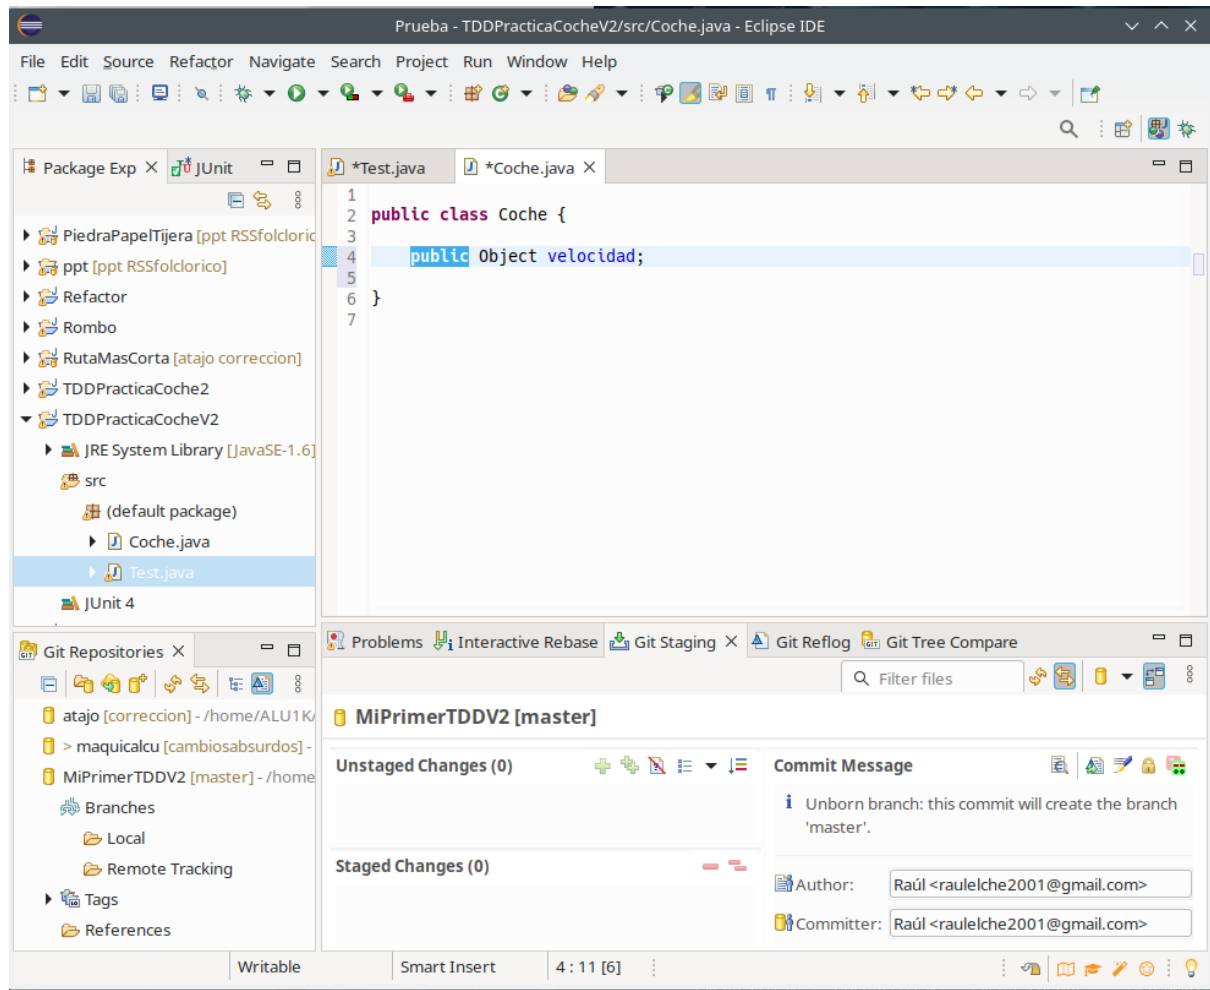 Prueba - TDDPracticaCocheV2/src/Coche.java - Eclipse IDE
File Edit Source Refactor Navigate Search Project Run Window Help
Package Exp JUnit
PiedraPapelTijera [ppt RSSfolcloric
ppt [ppt RSSfolclorico]
Refactor
Rombo
RutaMasCorta [atajo correccion]
TDDPracticaCoche2
TDDPracticaCocheV2
JRE System Library [JavaSE-1.6]
src
(default package)
Coche.java
Test.java
JUnit 4
*Test.java *Coche.java
1
2 public class Coche {
3
4 public Object velocidad;
5
6 }
7
Git Repositories
atajo [correccion] - /home/ALU1K/
> maquicalcu [cambiosabsurdos] -
MiPrimerTDDV2 [master] - /home
Branches
Local
Remote Tracking
Tags
References
Problems Interactive Rebase Git Staging Git Reflog Git Tree Compare
Filter files
MiPrimerTDDV2 [master]
Unstaged Changes (0)
Staged Changes (0)
Commit Message
Unborn branch: this commit will create the branch
'master'.
Author: Raúl <raulelche2001@gmail.com>
Committer: Raúl <raulelche2001@gmail.com>
Writable Smart Insert 4 : 11 [6]